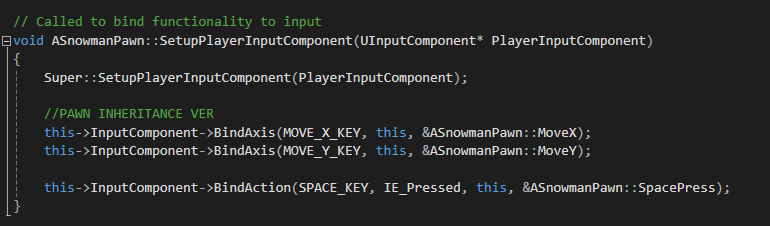 // Called to bind functionality to input
void ASnowmanPawn::SetupPlayerInputComponent(UInputComponent* PlayerInputComponent)
{
Super::SetupPlayerInputComponent(PlayerInputComponent);
//PAWN INHERITANCE VER
this->InputComponent->BindAxis(MOVE_X_KEY, this, &ASnowmanPawn::MoveX);
this->InputComponent->BindAxis(MOVE_Y_KEY, this, &ASnowmanPawn::MoveY);
this->InputComponent->BindAction(SPACE_KEY, IE_Pressed, this, &ASnowmanPawn::SpacePress);
}